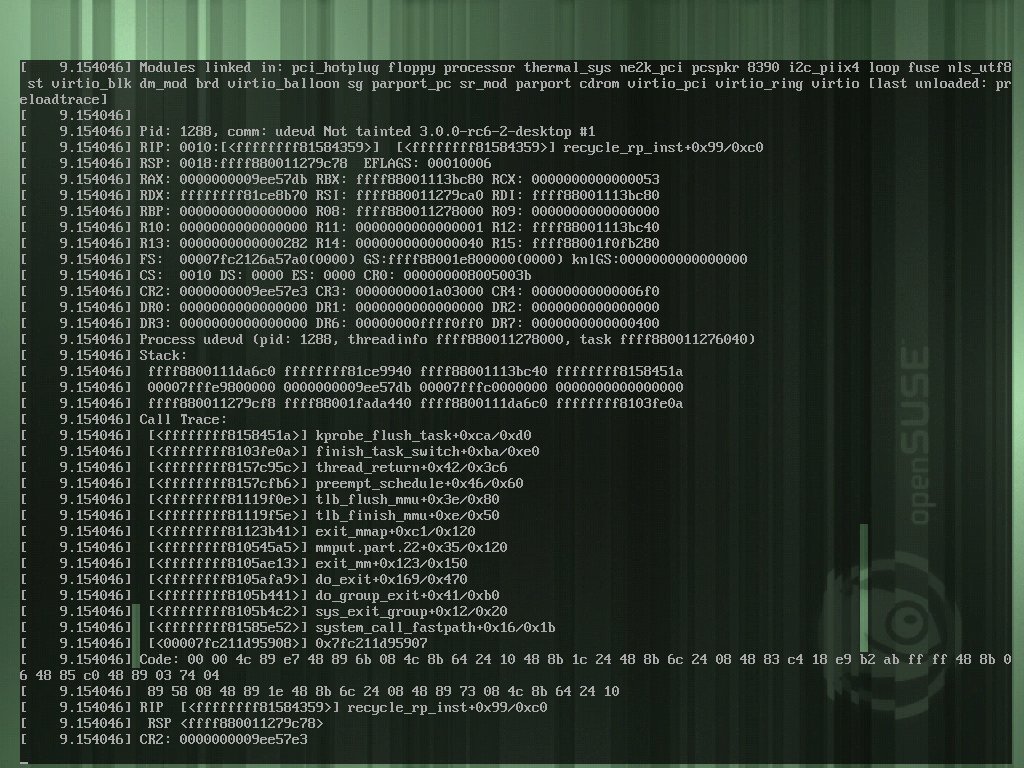 [    9.154046] Modules linked in: pci_hotplug floppy processor thermal_sys ne2k_pci pcspkr 8390 i2c_piix4 loop fuse nls_utf8
 st virtio_blk dm_mod brd virtio_balloon sg parport_pc sr_mod parport cdrom virtio_pci virtio_ring virtio [last unloaded: pr
eloadtrace]
[    9.154046]
[    9.154046] Pid: 1288, comm: udevd Not tainted 3.0.0-rc6-2-desktop #1
[    9.154046] RIP: 0010:[<ffffffff81584359>]  [<ffffffff81584359>] recycle_rp_inst+0x99/0xc0
[    9.154046] RSP: 0018:ffff880011279c78  EFLAGS: 00010006
[    9.154046] RAX: 0000000009ee57db RBX: ffff88001113bc80 RCX: 0000000000000053
[    9.154046] RDX: ffffffff81ce8b70 RSI: ffff880011279ca0 RDI: ffff88001113bc80
[    9.154046] RBP: 0000000000000000 R08: ffff880011278000 R09: 0000000000000000
[    9.154046] R10: 0000000000000000 R11: 0000000000000001 R12: ffff88001113bc40
[    9.154046] R13: 0000000000000282 R14: 0000000000000040 R15: ffff88001f0fb280
[    9.154046] FS:  00007fc2126a57a0(0000) GS:ffff88001e800000(0000) knlGS:0000000000000000
[    9.154046] CS:  0010 DS: 0000 ES: 0000 CR0: 000000008005003b
[    9.154046] CR2: 0000000009ee57e3 CR3: 0000000001a03000 CR4: 00000000000006f0
[    9.154046] DR0: 0000000000000000 DR1: 0000000000000000 DR2: 0000000000000000
[    9.154046] DR3: 0000000000000000 DR6: 00000000ffff0ff0 DR7: 0000000000000400
[    9.154046] Process udevd (pid: 1288, threadinfo ffff880011278000, task ffff880011276040)
[    9.154046] Stack:
[    9.154046]  ffff8800111da6c0 ffffffff81ce9940 ffff88001113bc40 ffffffff8158451a
[    9.154046]  00007fffe9800000 0000000009ee57db 00007fffc0000000 0000000000000000
[    9.154046]  ffff880011279cf8 ffff88001fada440 ffff8800111da6c0 ffffffff8103fe0a
[    9.154046] Call Trace:
[    9.154046]  [<ffffffff8158451a>] kprobe_flush_task+0xca/0xd0
[    9.154046]  [<ffffffff8103fe0a>] finish_task_switch+0xba/0xe0
[    9.154046]  [<ffffffff8157c95c>] thread_return+0x42/0x3c6
[    9.154046]  [<ffffffff8157cfb6>] preempt_schedule+0x46/0x60
[    9.154046]  [<ffffffff81119f0e>] tlb_flush_mmu+0x3e/0x80
[    9.154046]  [<ffffffff81119f5e>] tlb_finish_mmu+0xe/0x50
[    9.154046]  [<ffffffff81123b41>] exit_mmap+0xc1/0x120
[    9.154046]  [<ffffffff810545a5>] mmput.part.22+0x35/0x120
[    9.154046]  [<ffffffff8105ae13>] exit_mm+0x123/0x150
[    9.154046]  [<ffffffff8105afa9>] do_exit+0x169/0x470
[    9.154046]  [<ffffffff8105b441>] do_group_exit+0x41/0xb0
[    9.154046]  [<ffffffff8105b4c2>] sys_exit_group+0x12/0x20
[    9.154046]  [<ffffffff81585e52>] system_call_fastpath+0x16/0x1b
[    9.154046]  [<00007fc211d95908>] 0x7fc211d95907
[    9.154046] Code: 00 00 4c 89 e7 48 89 6b 08 4c 8b 64 24 10 48 8b 1c 24 48 8b 6c 24 08 48 83 c4 18 e9 b2 ab ff ff 48 8b 0
6 48 85 c0 48 89 03 74 04
[    9.154046]  89 58 08 48 89 1e 48 8b 6c 24 08 48 89 73 08 4c 8b 64 24 10
[    9.154046] RIP  [<ffffffff81584359>] recycle_rp_inst+0x99/0xc0
[    9.154046]  RSP <ffff880011279c78>
[    9.154046] CR2: 0000000009ee57e3
openSUSE